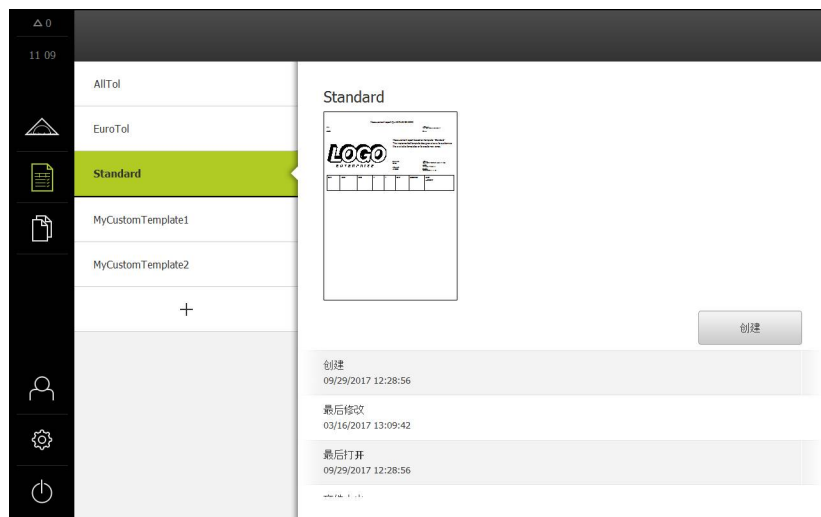 0
11 09
AllTol
EuroTol
Standard
MyCustomTemplate1
MyCustomTemplate2
+
Standard
LOGO
ENTERPRISE
创建
创建
09/29/2017 12:28:56
最后修改
03/16/2017 13:09:42
最后打开
09/29/2017 12:28:56